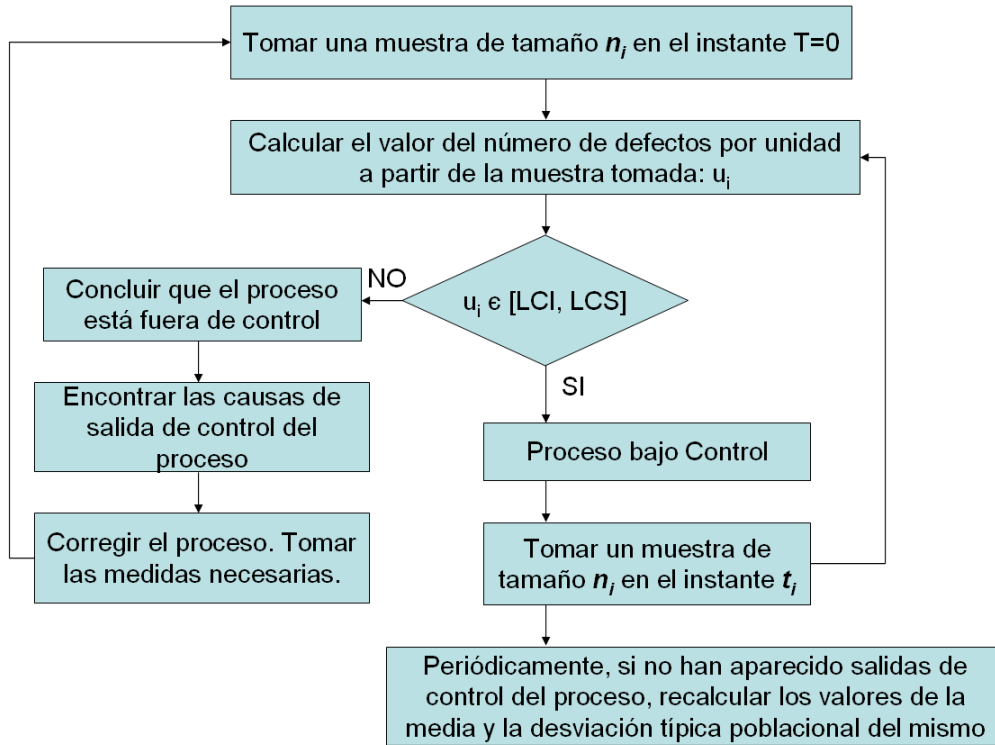 Tomar una muestra de tamaño n_i en el instante T=0
Calcular el valor del número de defectos por unidad
a partir de la muestra tomada: u_i
u_i є [LCI, LCS]
NO
Concluir que el proceso
está fuera de control
Encontrar las causas de
salida de control del
proceso
Corregir el proceso. Tomar
las medidas necesarias.
SI
Proceso bajo Control
Tomar un muestra de
tamaño n_i en el instante t_i
Periódicamente, si no han aparecido salidas de
control del proceso, recalcular los valores de la
media y la desviación típica poblacional del mismo